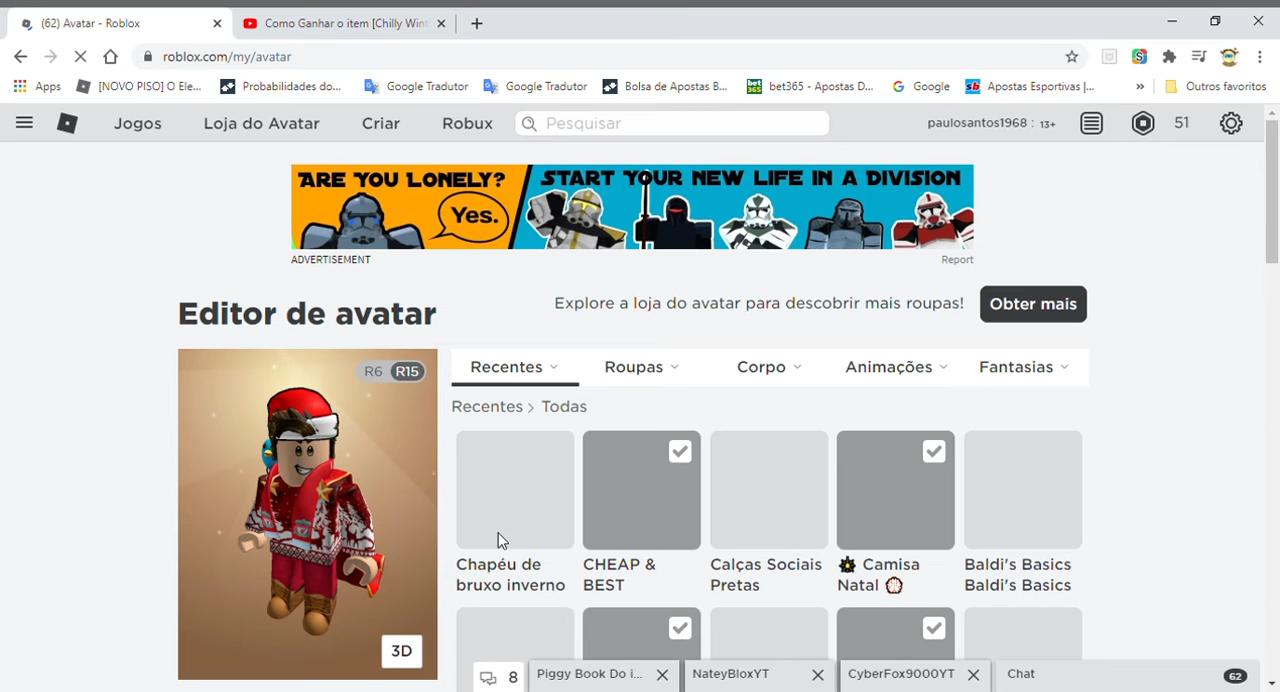 (62) Avatar - Roblox
Como Ganhar o item [Chilly Wint
roblox.com/my/avatar
Apps
[NOVO PISO] O Ele...
Probabilidades do...
Google Tradutor
Google Tradutor
Bolsa de Apostas B...
bet365 - Apostas D...
Google
Apostas Esportivas |...
»
Outros favoritos
Jogos
Loja do Avatar
Criar
Robux
Pesquisar
paulosantos1968 : 13+
51
ARE YOU LONELY?
Yes.
START YOUR NEW LIFE IN A DIVISION
ADVERTISEMENT
Report
Editor de avatar
Explore a loja do avatar para descobrir mais roupas!
Obter mais
R6 R15
3D
Recentes
Roupas
Corpo
Animações
Fantasias
Recentes > Todas
Chapéu de
bruxo inverno
CHEAP &
BEST
Calças Sociais
Pretas
Camisa
Natal
Baldi's Basics
Baldi's Basics
8
Piggy Book Do i...
NateyBloxYT
CyberFox9000YT
Chat
62